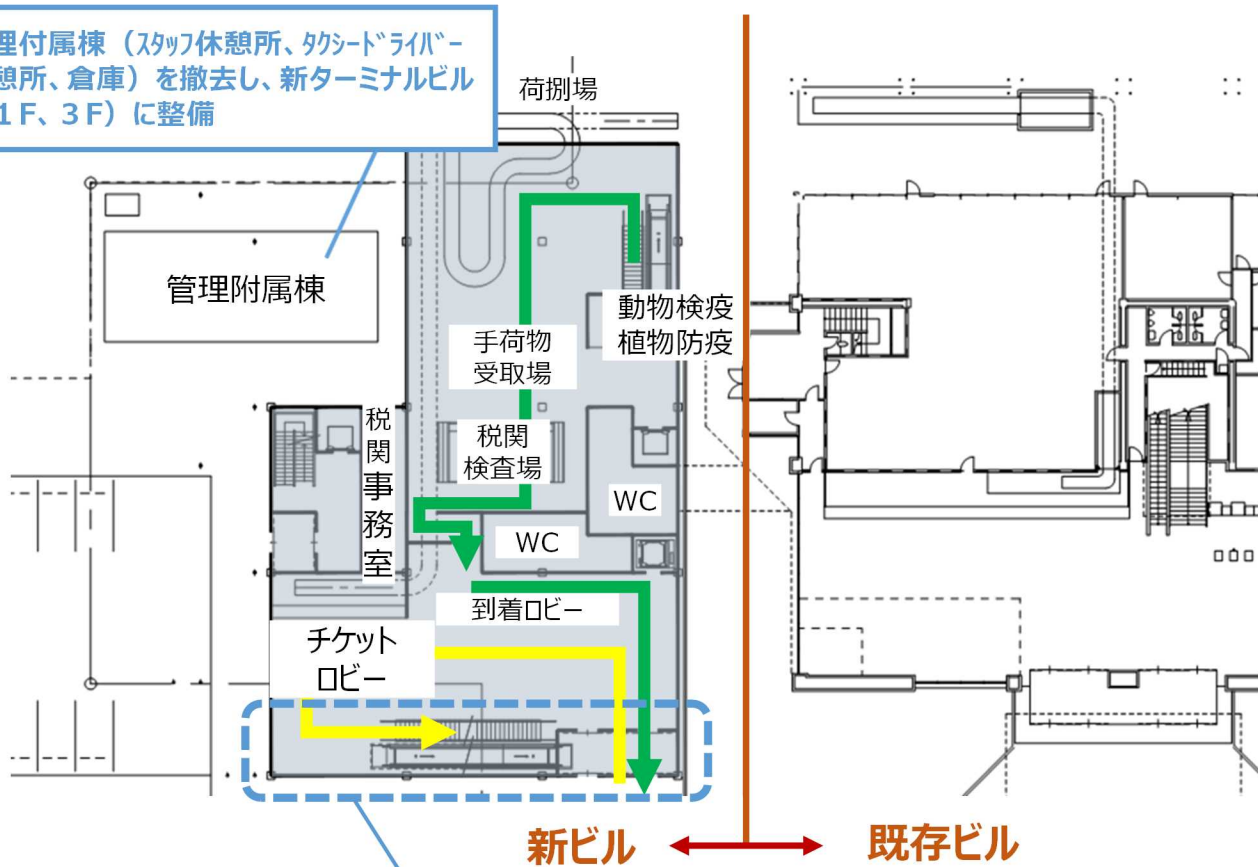 理付属棟（スタッフ休憩所、タクシードライバー
憩所、倉庫）を撤去し、新ターミナルビル
１Ｆ、３Ｆ）に整備
荷捌場
管理附属棟
動物検疫
植物防疫
手荷物
受取場
税関
検査場
税関事務室
WC
WC
到着ロビー
チケット
ロビー
新ビル
既存ビル